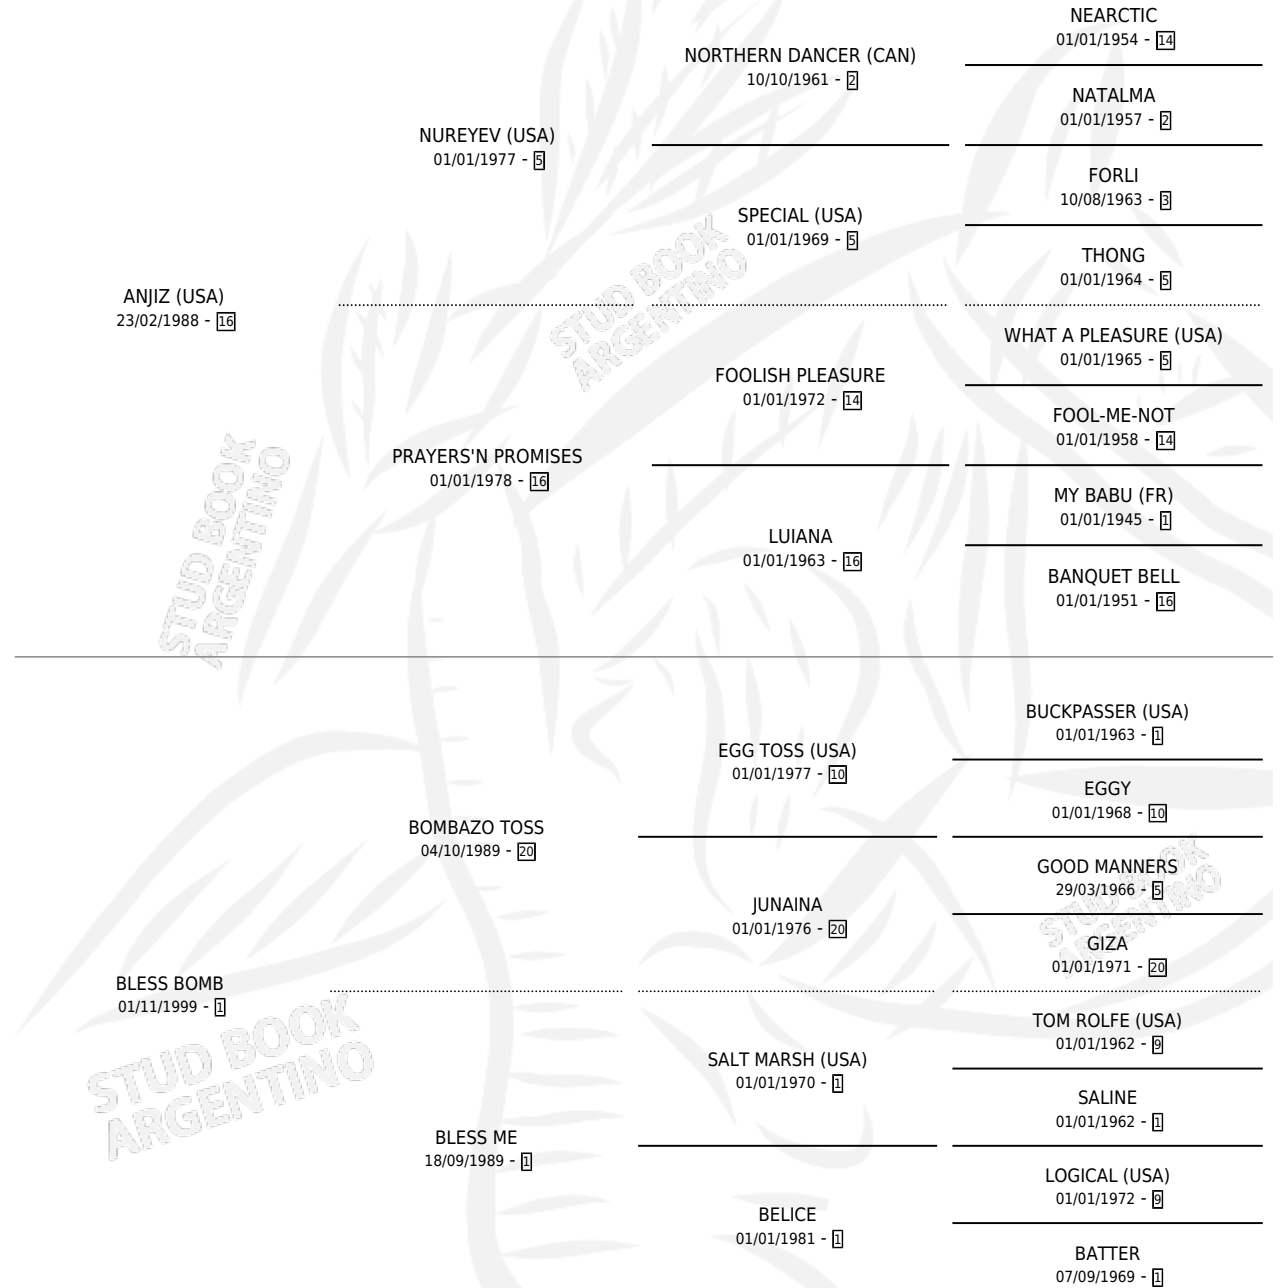 NEARCTIC
01/01/1954 - 14
NORTHERN DANCER (CAN)
10/10/1961 - 2
NATALMA
01/01/1957 - 2
NUREYEV (USA)
01/01/1977 - 5
FORLI
10/08/1963 - 3
SPECIAL (USA)
01/01/1969 - 5
THONG
01/01/1964 - 5
ANJIZ (USA)
23/02/1988 - 16
WHAT A PLEASURE (USA)
01/01/1965 - 5
FOOLISH PLEASURE
01/01/1972 - 14
FOOL-ME-NOT
01/01/1958 - 14
PRAYERS'N PROMISES
01/01/1978 - 16
MY BABU (FR)
01/01/1945 - 1
LUIANA
01/01/1963 - 16
BANQUET BELL
01/01/1951 - 16
BUCKPASSER (USA)
01/01/1963 - 1
EGG TOSS (USA)
01/01/1977 - 10
EGGY
01/01/1968 - 10
BOMBAZO TOSS
04/10/1989 - 20
GOOD MANNERS
29/03/1966 - 5
JUNAINA
01/01/1976 - 20
GIZA
01/01/1971 - 20
BLESS BOMB
01/11/1999 - 1
TOM ROLFE (USA)
01/01/1962 - 9
SALT MARSH (USA)
01/01/1970 - 1
SALINE
01/01/1962 - 1
BLESS ME
18/09/1989 - 1
LOGICAL (USA)
01/01/1972 - 9
BELICE
01/01/1981 - 1
BATTER
07/09/1969 - 1
STUD BOOK
ARGENTINO
STUD BOOK
ARGENTINO
STUD BOOK
ARGENTINO
STUD BOOK
ARGENTINO